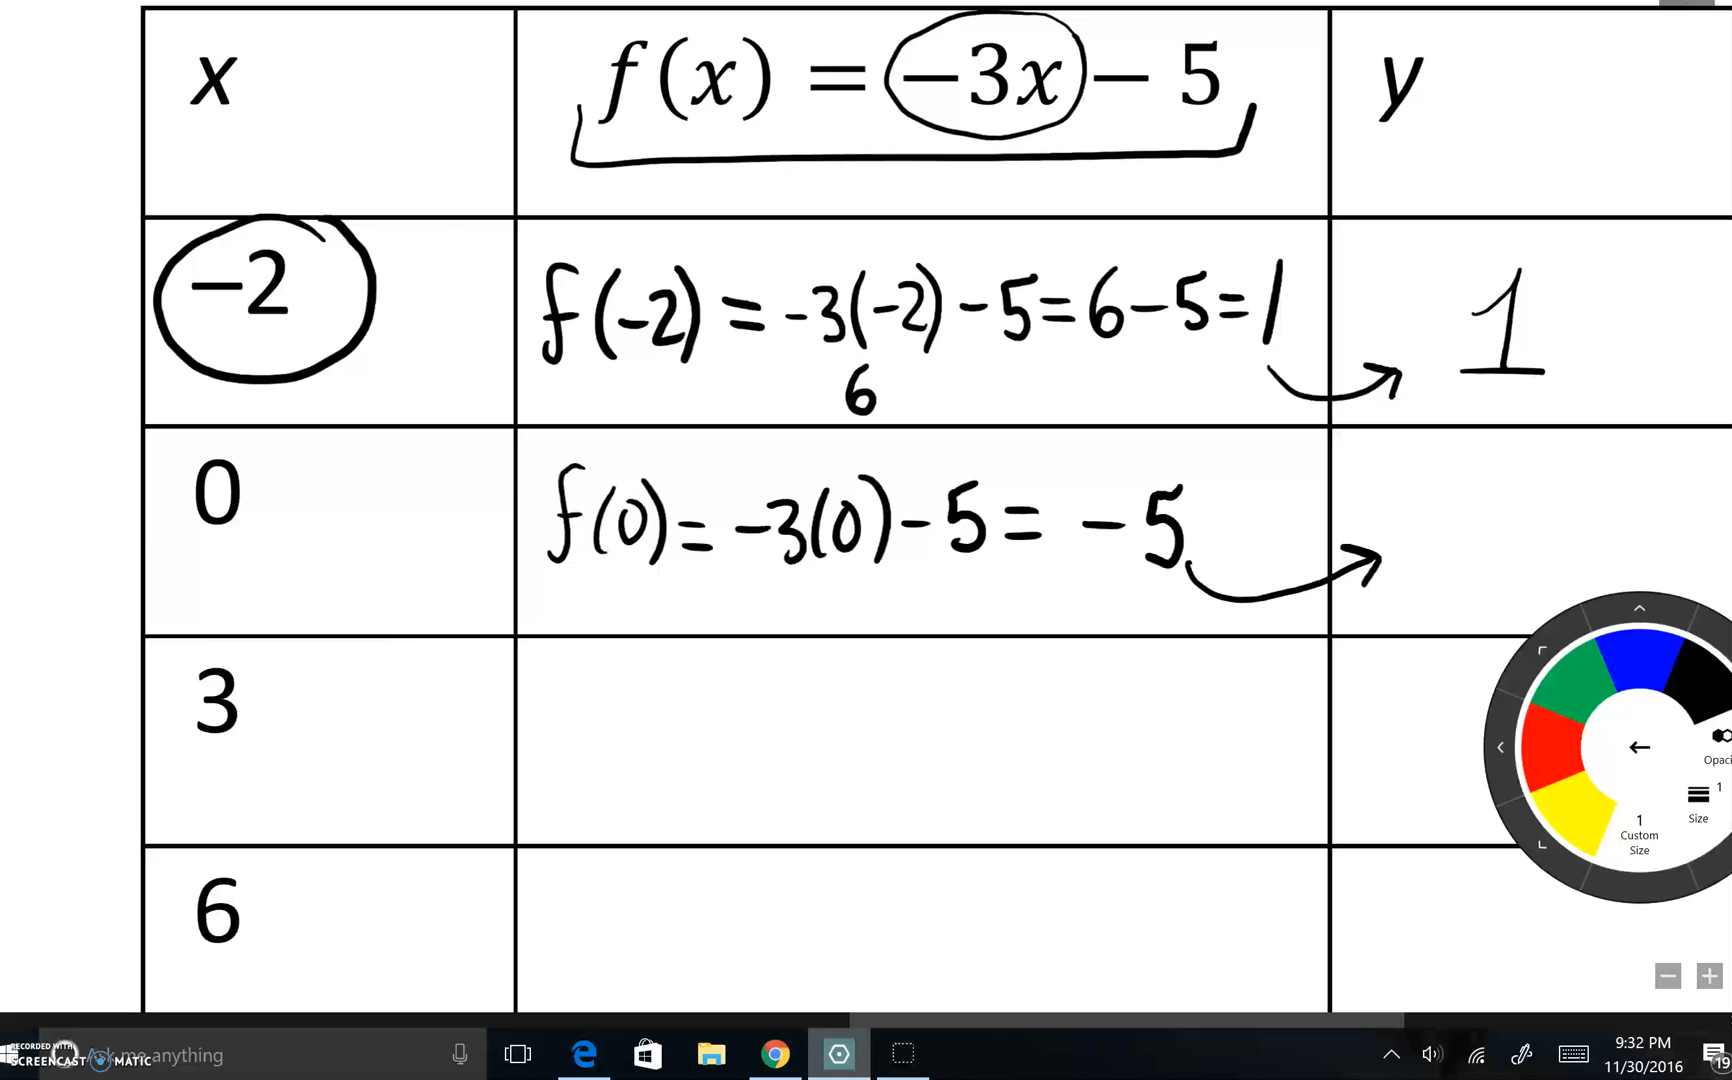 x
f(x) = −3x − 5
y
−2
f(-2) = -3(-2) - 5 = 6 - 5 = 1
6
1
0
f(0) = -3(0) - 5 = -5
3
6
Opaci
1
Size
1
Custom
Size
RECORDED WITH
SCREENCAST MATIC
Ask me anything
9:32 PM
11/30/2016
19